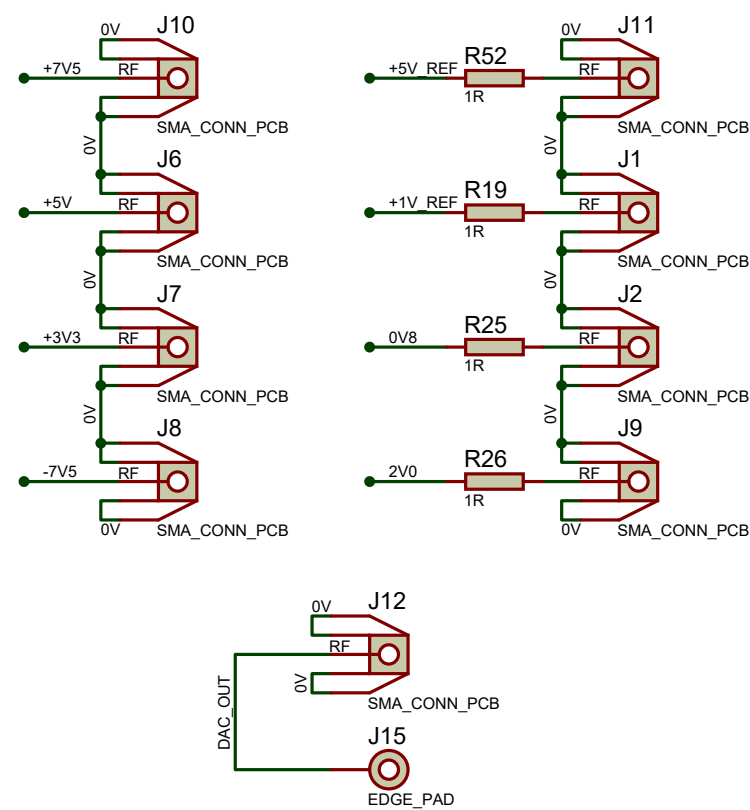 J10
0V
+7V5
RF
SMA_CONN_PCB
0V
J6
+5V
RF
SMA_CONN_PCB
0V
J7
+3V3
RF
SMA_CONN_PCB
0V
J8
-7V5
RF
0V
SMA_CONN_PCB
J11
0V
R52
+5V_REF
RF
1R
SMA_CONN_PCB
0V
J1
R19
+1V_REF
RF
1R
SMA_CONN_PCB
0V
J2
R25
0V8
RF
1R
SMA_CONN_PCB
0V
J9
R26
2V0
RF
1R
0V
SMA_CONN_PCB
J12
0V
RF
0V
SMA_CONN_PCB
DAC_OUT
J15
EDGE_PAD